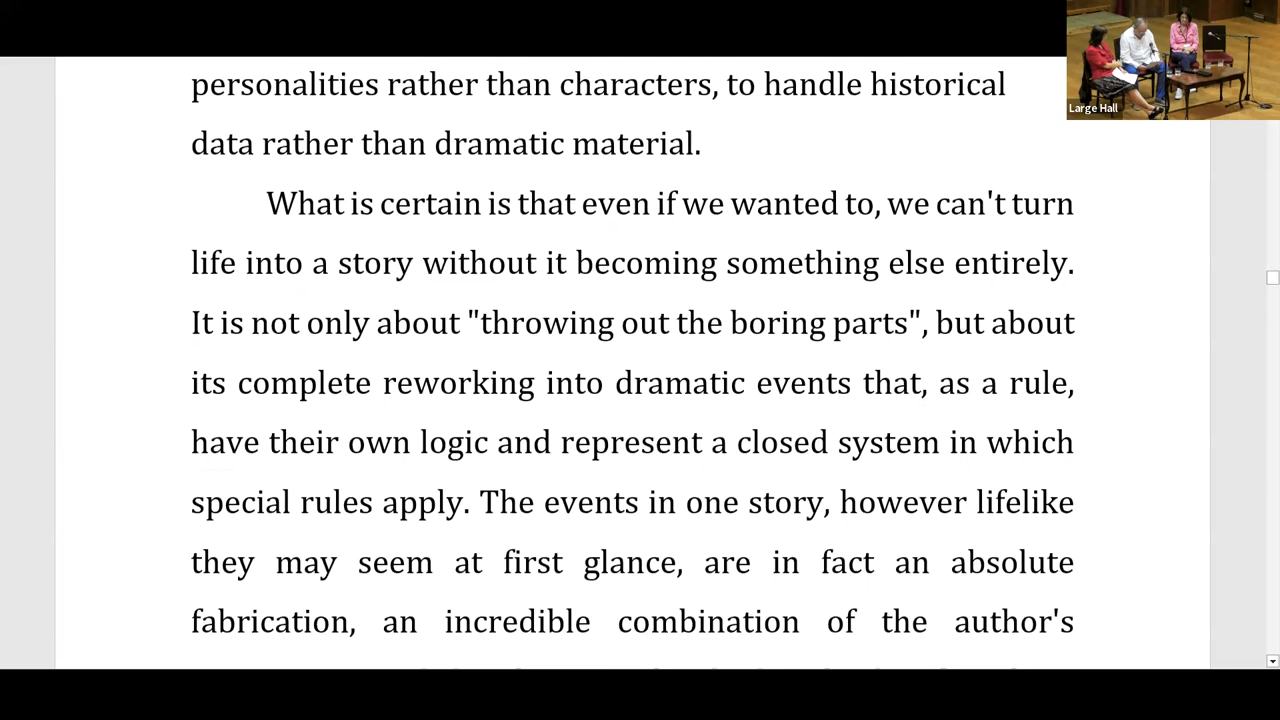 personalities rather than characters, to handle historical
data rather than dramatic material.
What is certain is that even if we wanted to, we can't turn
life into a story without it becoming something else entirely.
It is not only about "throwing out the boring parts", but about
its complete reworking into dramatic events that, as a rule,
have their own logic and represent a closed system in which
special rules apply. The events in one story, however lifelike
they may seem at first glance, are in fact an absolute
fabrication, an incredible combination of the author's
Large Hall